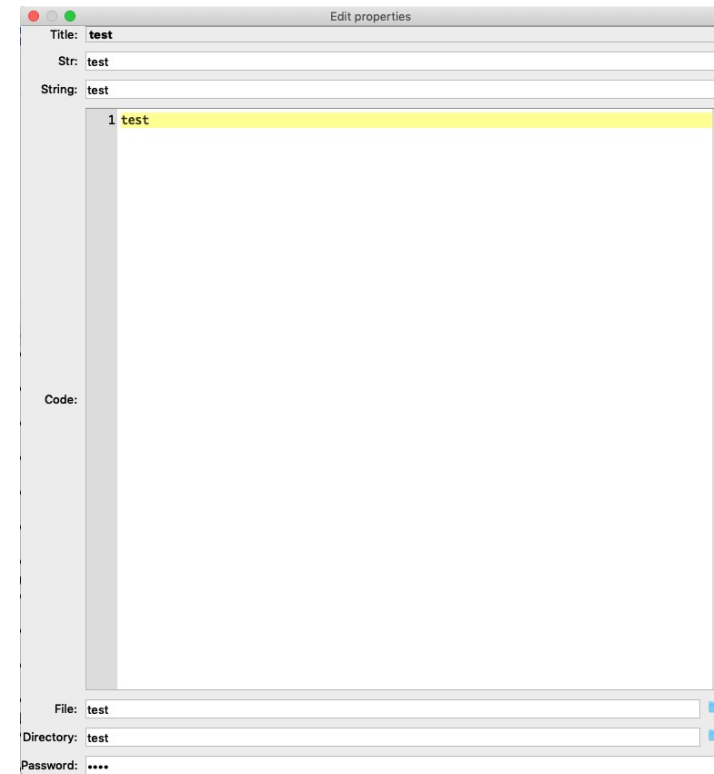 Edit properties
Title: test
Str: test
String: test
1 test
Code:
File: test
Directory: test
Password: ••••